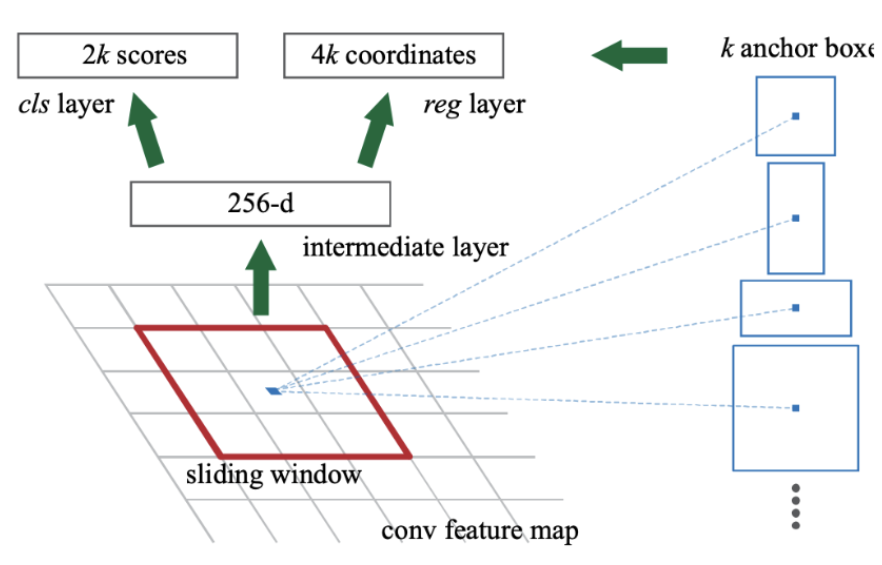 2k scores
4k coordinates
k anchor boxe
cls layer
reg layer
256-d
intermediate layer
sliding window
conv feature map